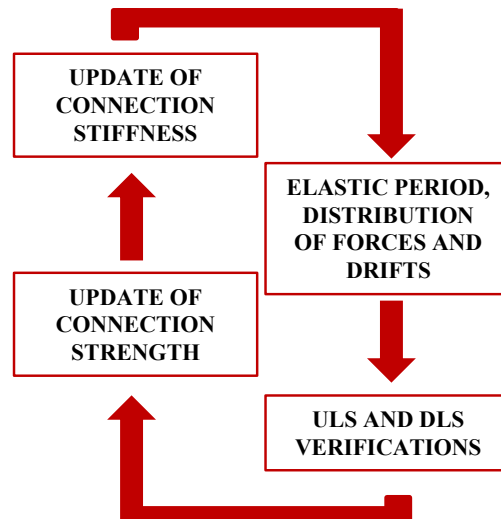 UPDATE OF
CONNECTION
STIFFNESS
ELASTIC PERIOD,
DISTRIBUTION
OF FORCES AND
DRIFTS
UPDATE OF
CONNECTION
STRENGTH
ULS AND DLS
VERIFICATIONS